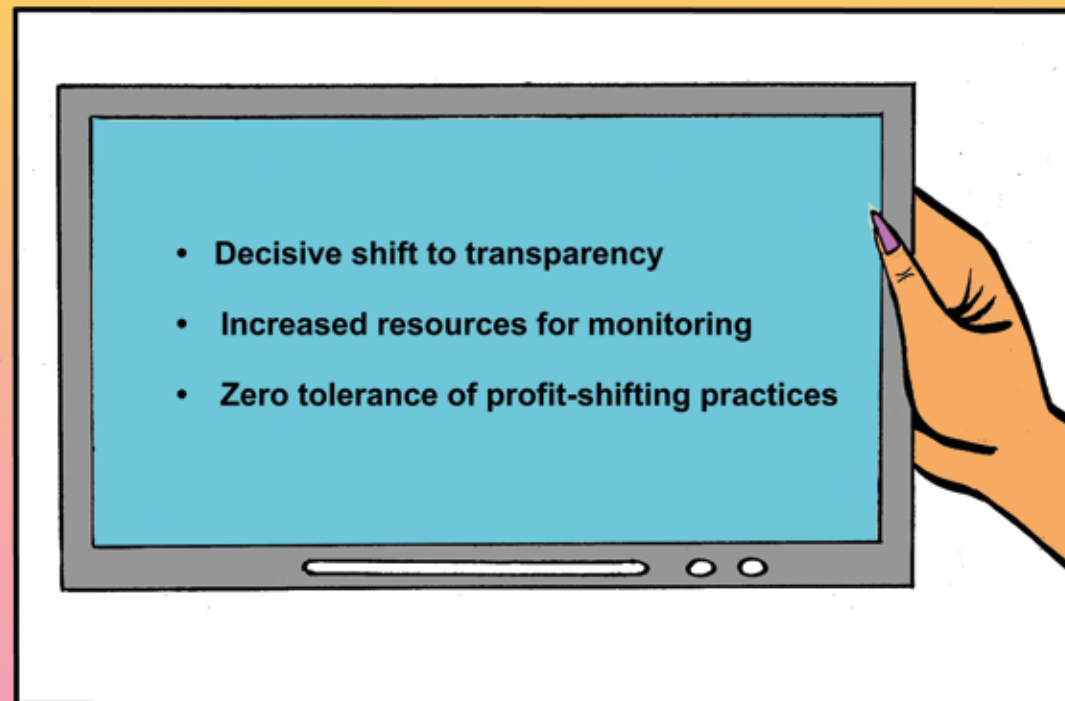 • Decisive shift to transparency
• Increased resources for monitoring
• Zero tolerance of profit-shifting practices